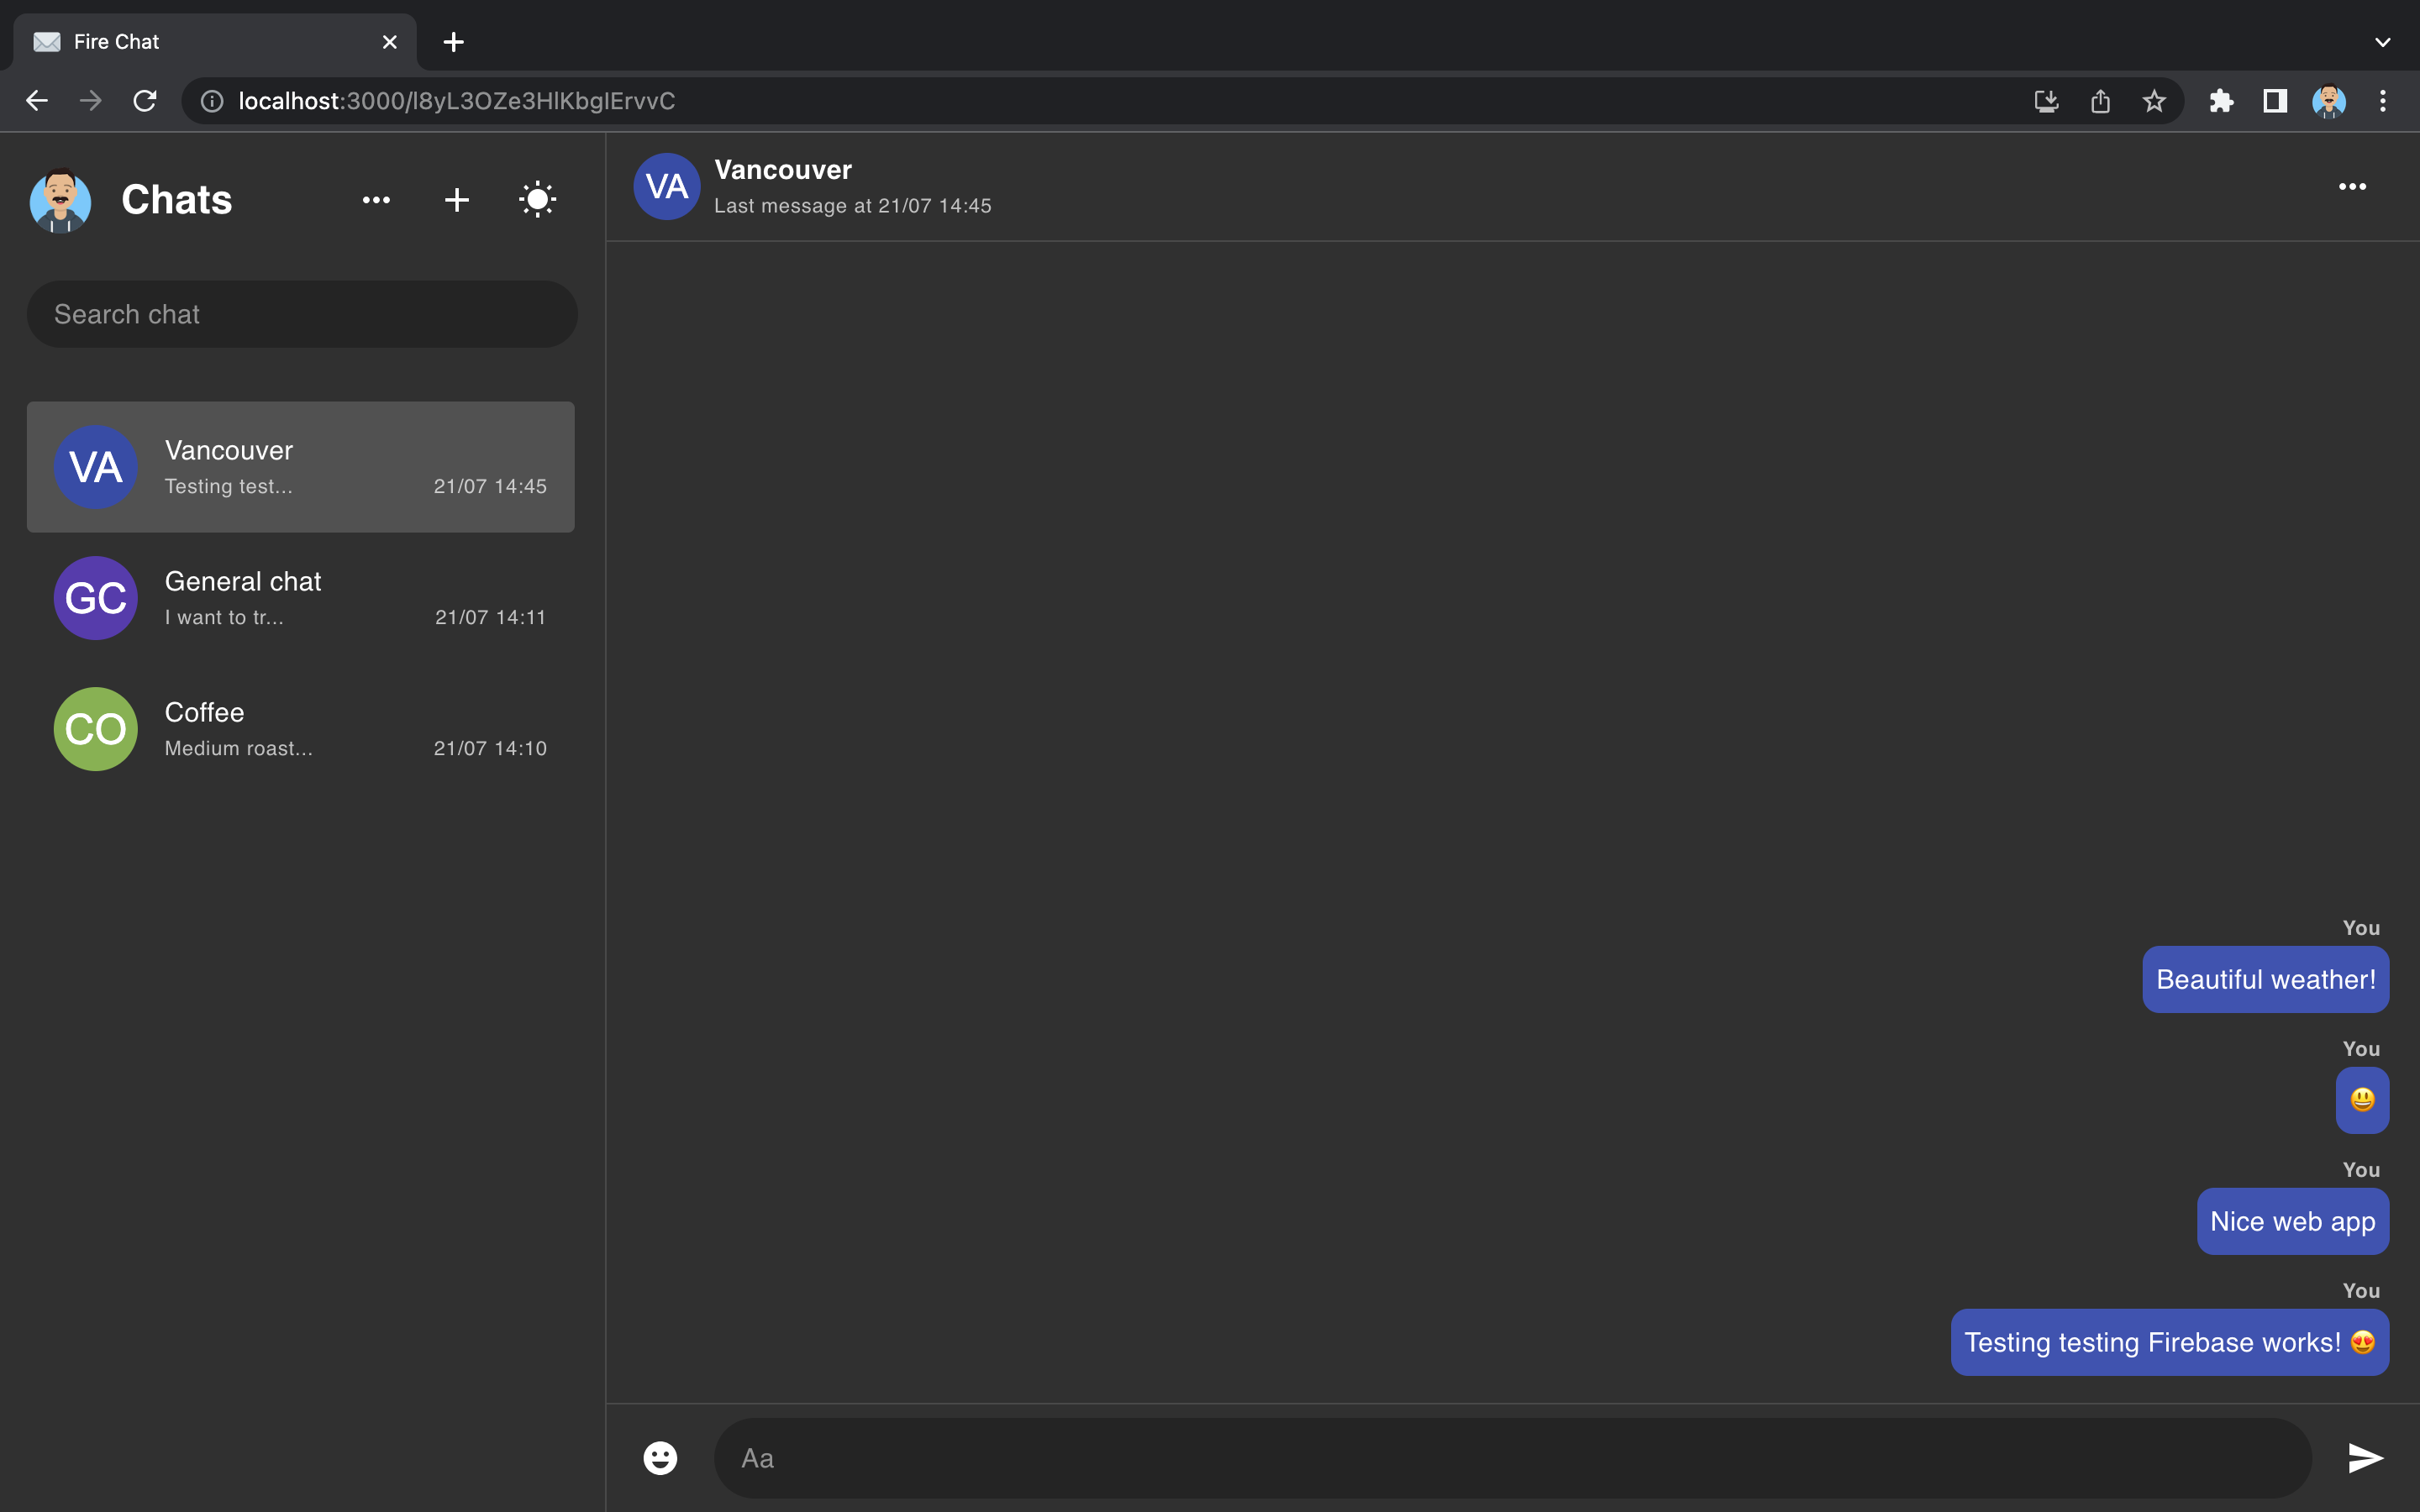 Fire Chat
localhost:3000/l8yL3OZe3HlKbglErvvC
Chats
Search chat
VA
Vancouver
Testing test...
21/07 14:45
GC
General chat
I want to tr...
21/07 14:11
CO
Coffee
Medium roast...
21/07 14:10
VA
Vancouver
Last message at 21/07 14:45
You
Beautiful weather!
You
😃
You
Nice web app
You
Testing testing Firebase works! 😍
Aa